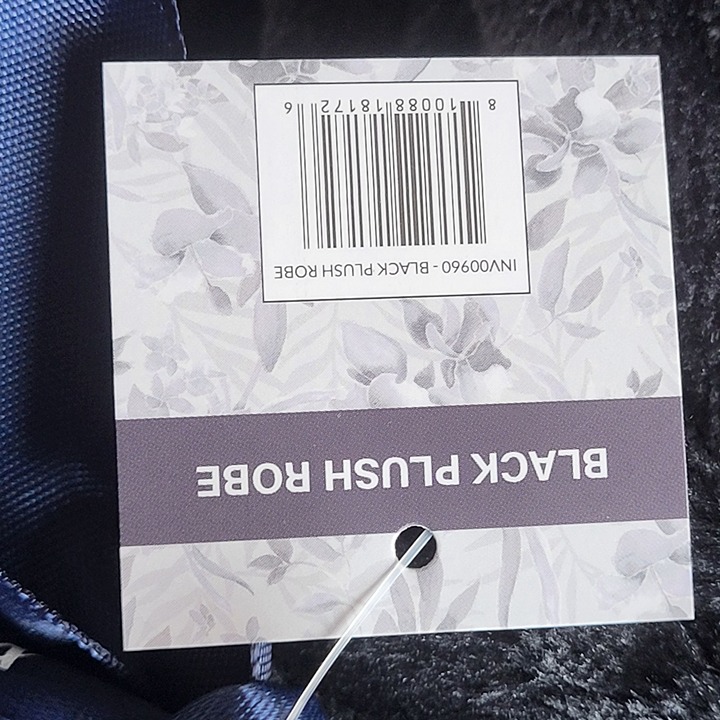 BLACK PLUSH ROBE
INV00960 - BLACK PLUSH ROBE
8 10088 18172 6